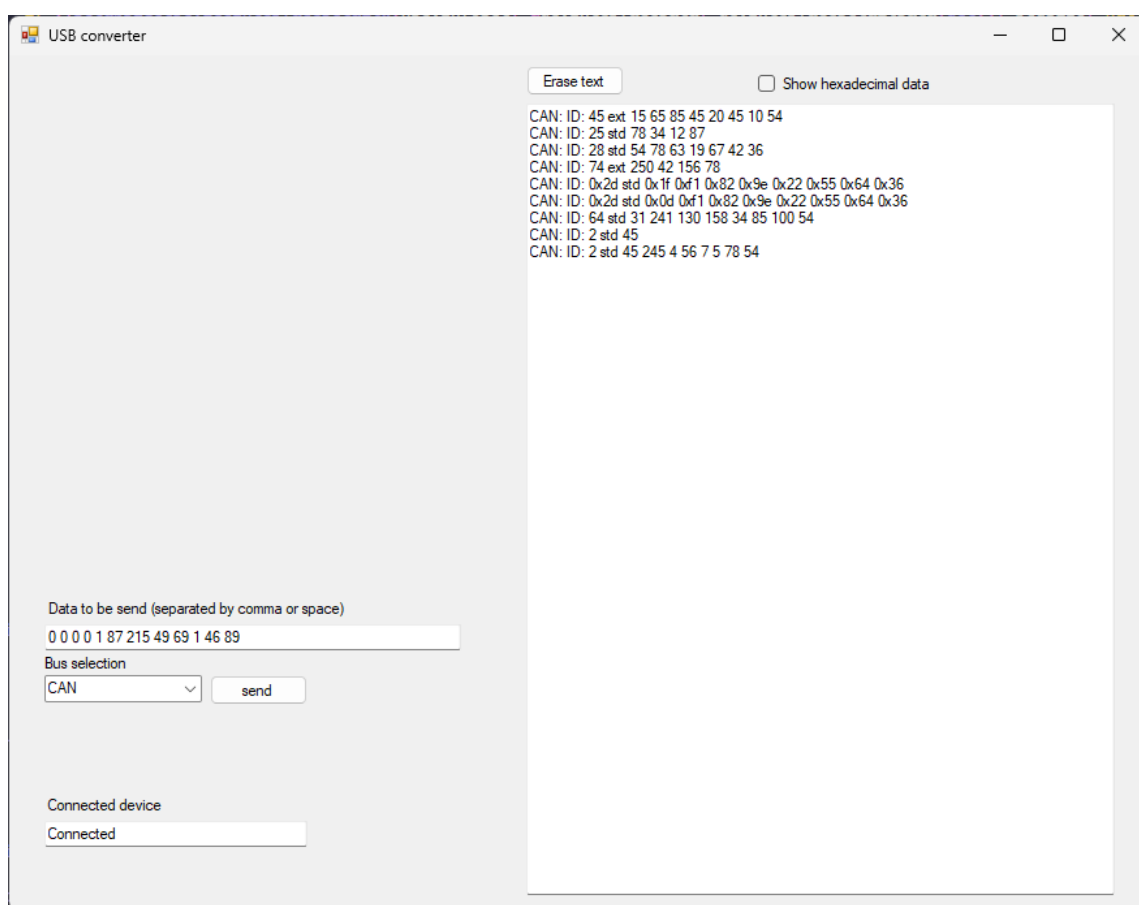 USB converter
Erase text
Show hexadecimal data
CAN: ID: 45 ext 15 65 85 45 20 45 10 54
CAN: ID: 25 std 78 34 12 87
CAN: ID: 28 std 54 78 63 19 67 42 36
CAN: ID: 74 ext 250 42 156 78
CAN: ID: 0x2d std 0x1f 0xf1 0x82 0x9e 0x22 0x55 0x64 0x36
CAN: ID: 0x2d std 0x0d 0xf1 0x82 0x9e 0x22 0x55 0x64 0x36
CAN: ID: 64 std 31 241 130 158 34 85 100 54
CAN: ID: 2 std 45
CAN: ID: 2 std 45 245 4 56 7 5 78 54
Data to be send (separated by comma or space)
0 0 0 0 1 87 215 49 69 1 46 89
Bus selection
CAN
send
Connected device
Connected